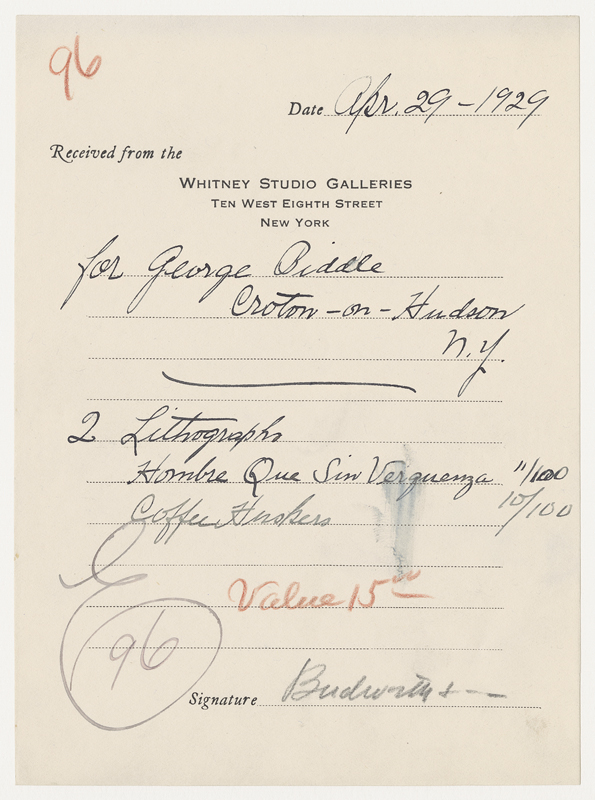 96
Date Apr. 29 - 1929
Received from the
WHITNEY STUDIO GALLERIES
TEN WEST EIGHTH STREET
NEW YORK
for George Biddle
Croton-on-Hudson
N.Y.
2 Lithographs
Hombre Que Sin Verguenza 11/100
Coffee Huskers 10/100
Value 15⁰⁰
96
Signature Budworth +